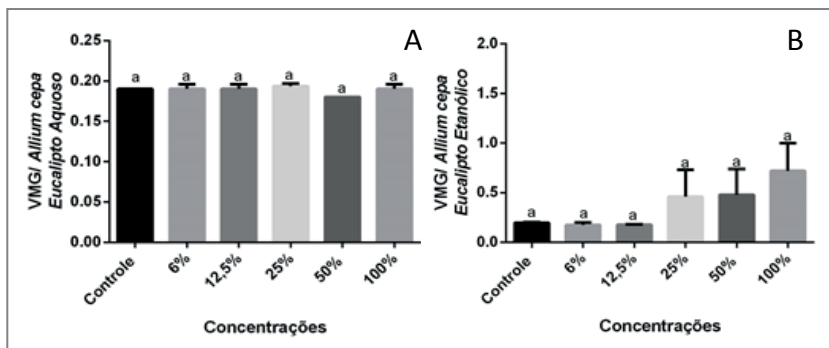 A
VMG/ Allium cepa
Eucalipto Aquoso
0.25
0.20
0.15
0.10
0.05
0.00
a a a a a a
Controle 6% 12,5% 25% 50% 100%
Concentrações
B
VMG/ Allium cepa
Eucalipto Etanólico
2.0
1.5
1.0
0.5
0.0
a a a a a a
Controle 6% 12,5% 25% 50% 100%
Concentrações